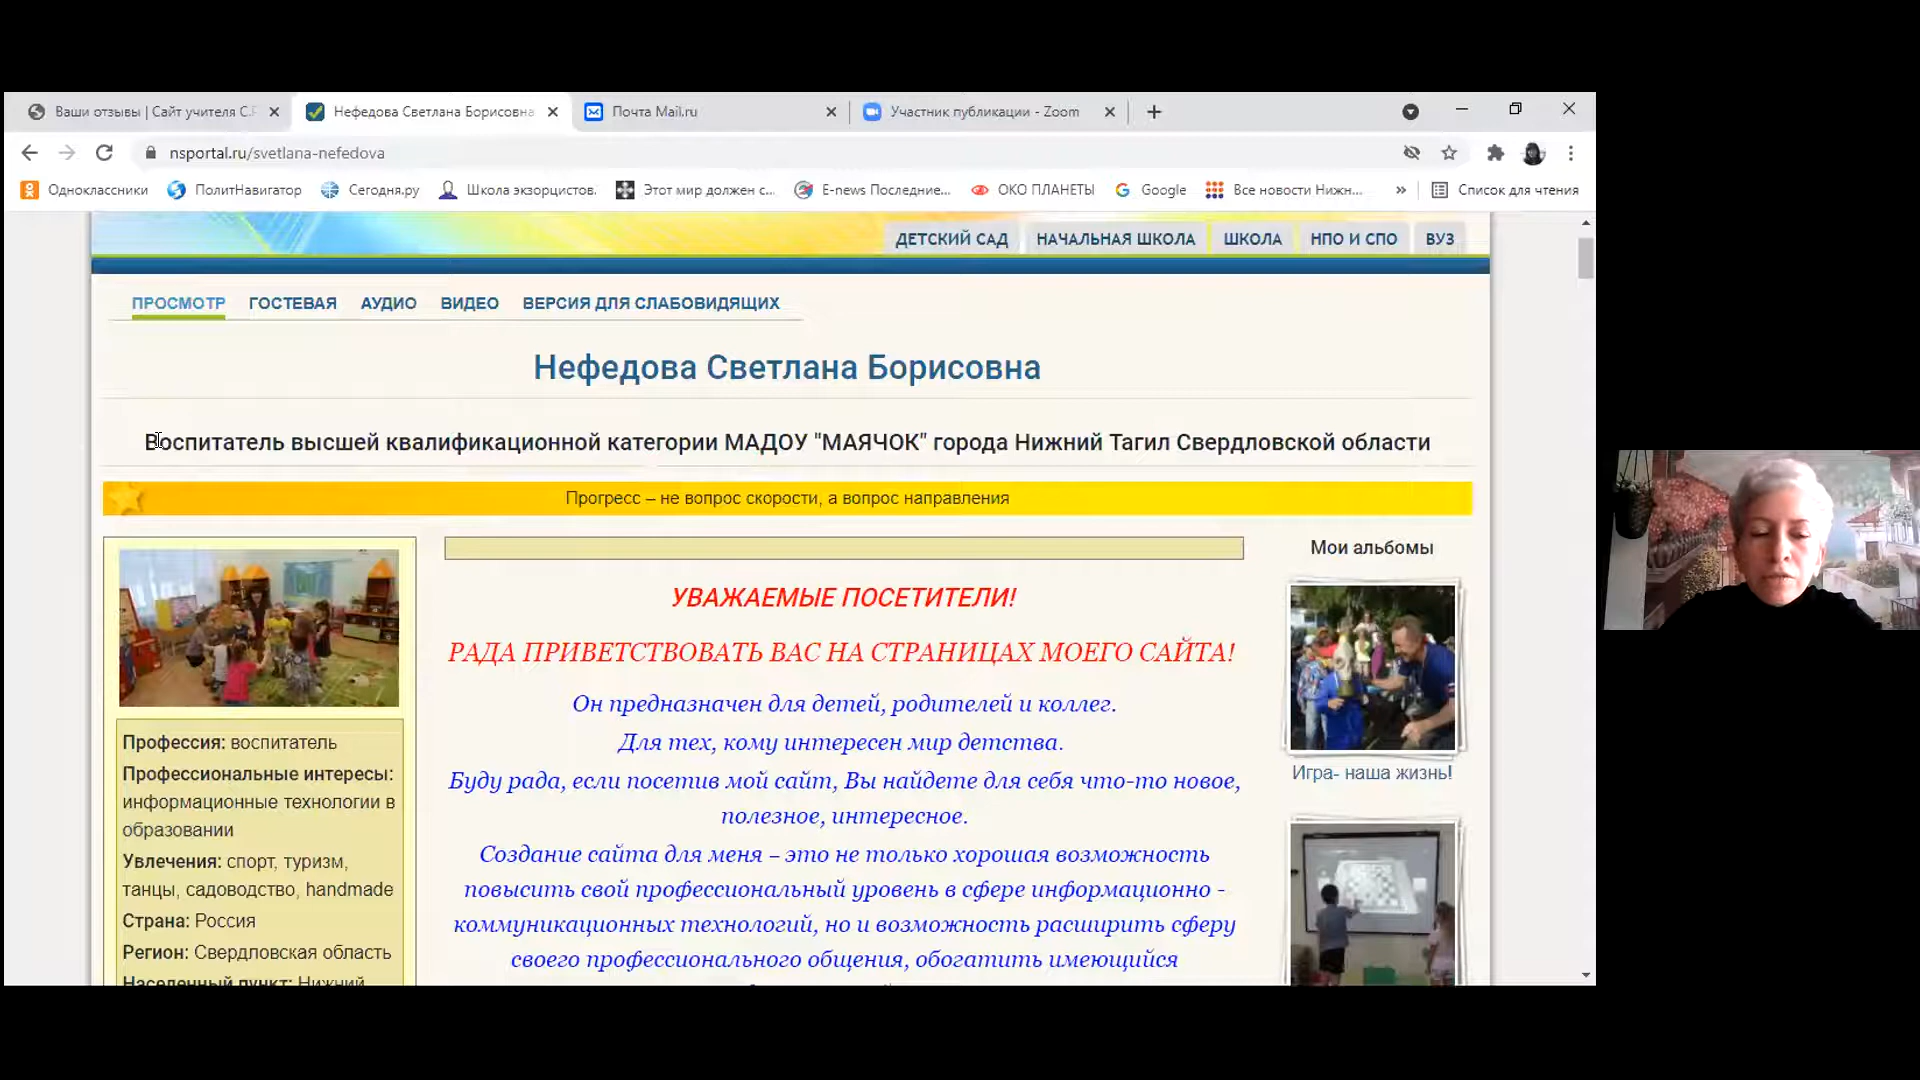 Ваши отзывы | Сайт учителя С.
Нефедова Светлана Борисовна
Почта Mail.ru
Участник публикации - Zoom
nsportal.ru/svetlana-nefedova
Одноклассники
ПолитНавигатор
Сегодня.ру
Школа экзорцистов.
Этот мир должен с...
E-news Последние...
ОКО ПЛАНЕТЫ
Google
Все новости Нижн...
»
Список для чтения
ДЕТСКИЙ САД
НАЧАЛЬНАЯ ШКОЛА
ШКОЛА
НПО И СПО
ВУЗ
ПРОСМОТР
ГОСТЕВАЯ
АУДИО
ВИДЕО
ВЕРСИЯ ДЛЯ СЛАБОВИДЯЩИХ
Нефедова Светлана Борисовна
Воспитатель высшей квалификационной категории МАДОУ "МАЯЧОК" города Нижний Тагил Свердловской области
Прогресс – не вопрос скорости, а вопрос направления
Профессия: воспитатель
Профессиональные интересы:
информационные технологии в
образовании
Увлечения: спорт, туризм,
танцы, садоводство, handmade
Страна: Россия
Регион: Свердловская область
Населенный пункт: Нижний
УВАЖАЕМЫЕ ПОСЕТИТЕЛИ!
РАДА ПРИВЕТСТВОВАТЬ ВАС НА СТРАНИЦАХ МОЕГО САЙТА!
Он предназначен для детей, родителей и коллег.
Для тех, кому интересен мир детства.
Буду рада, если посетив мой сайт, Вы найдете для себя что-то новое,
полезное, интересное.
Создание сайта для меня – это не только хорошая возможность
повысить свой профессиональный уровень в сфере информационно -
коммуникационных технологий, но и возможность расширить сферу
своего профессионального общения, обогатить имеющийся
Мои альбомы
Игра- наша жизнь!